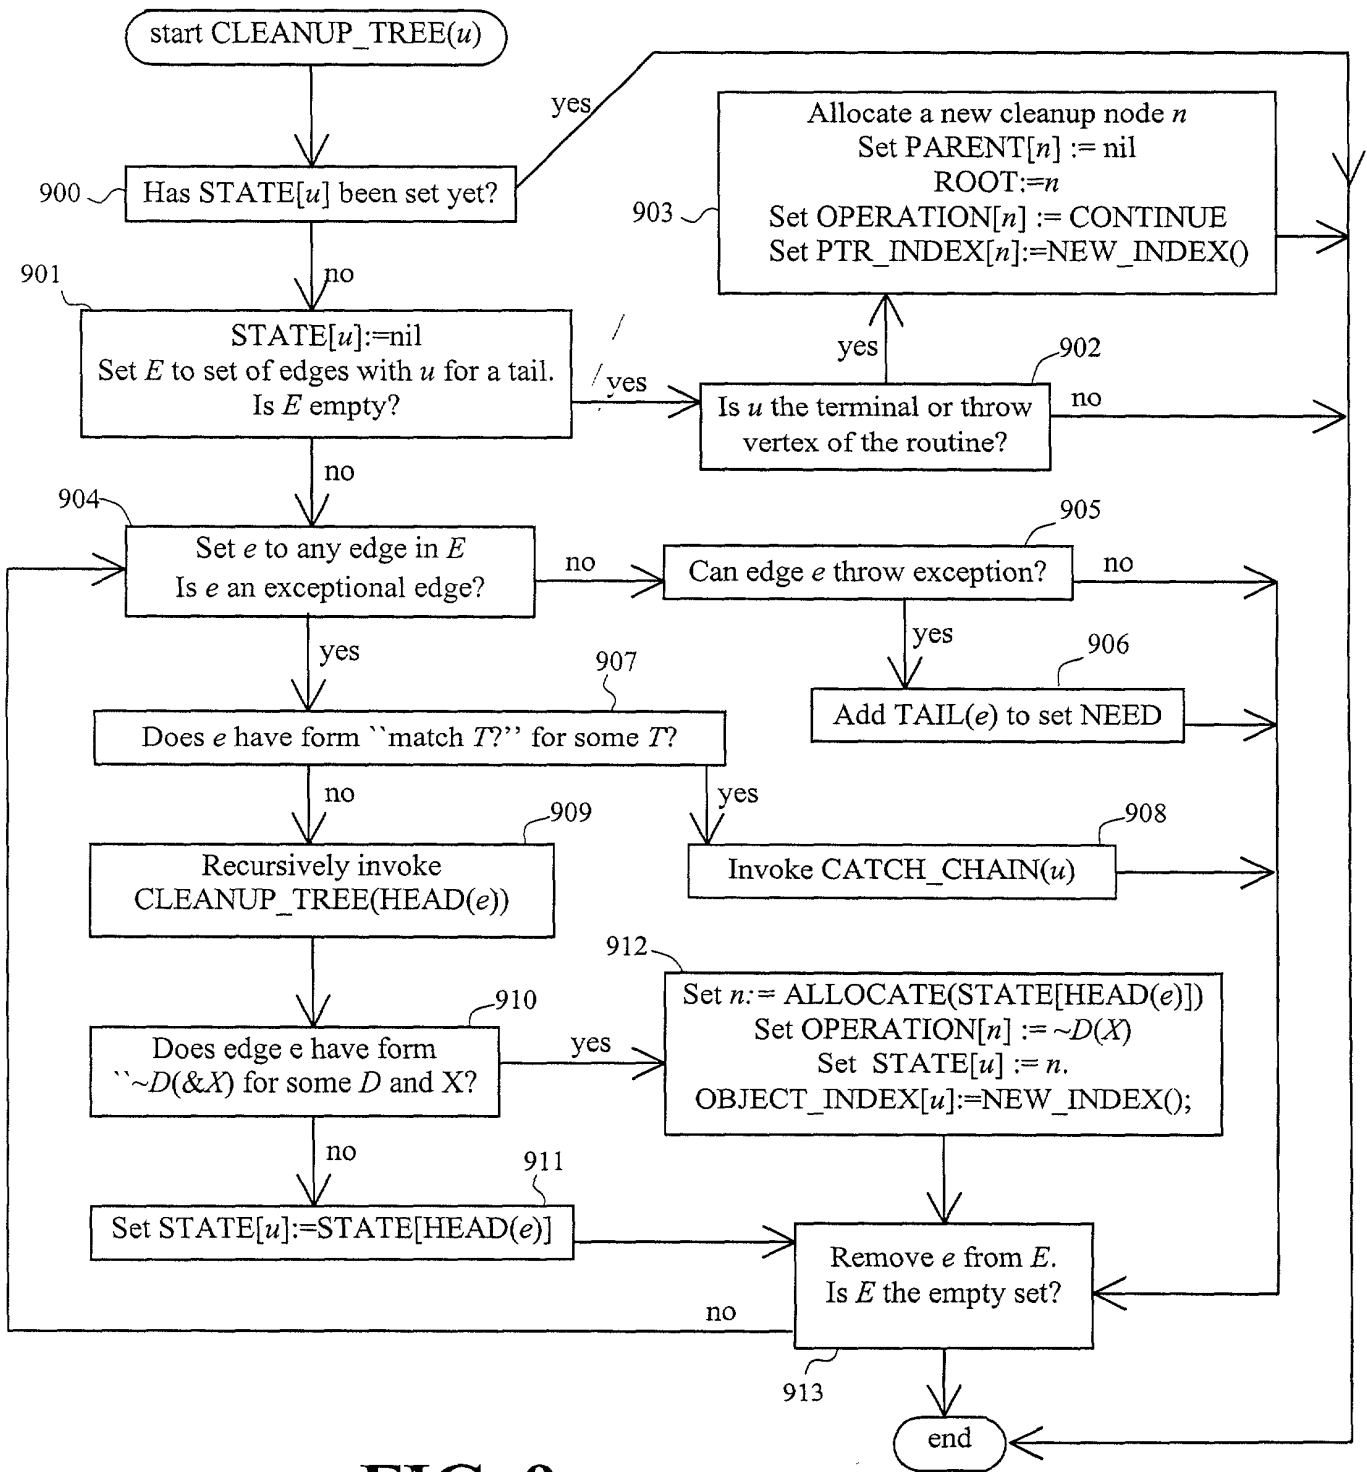 start CLEANUP_TREE(u)
yes
900
Has STATE[u] been set yet?
no
Allocate a new cleanup node n
Set PARENT[n] := nil
ROOT:=n
Set OPERATION[n] := CONTINUE
Set PTR_INDEX[n]:=NEW_INDEX()
903
901
STATE[u]:=nil
Set E to set of edges with u for a tail.
Is E empty?
yes
yes
902
Is u the terminal or throw
vertex of the routine?
no
no
904
Set e to any edge in E
Is e an exceptional edge?
no
905
Can edge e throw exception?
no
yes
yes
906
Add TAIL(e) to set NEED
907
Does e have form ``match T?'' for some T?
no
yes
909
Recursively invoke
CLEANUP_TREE(HEAD(e))
908
Invoke CATCH_CHAIN(u)
910
Does edge e have form
``~D(&X) for some D and X?
yes
912
Set n:= ALLOCATE(STATE[HEAD(e)])
Set OPERATION[n] := ~D(X)
Set STATE[u] := n.
OBJECT_INDEX[u]:=NEW_INDEX();
no
911
Set STATE[u]:=STATE[HEAD(e)]
Remove e from E.
Is E the empty set?
no
913
end